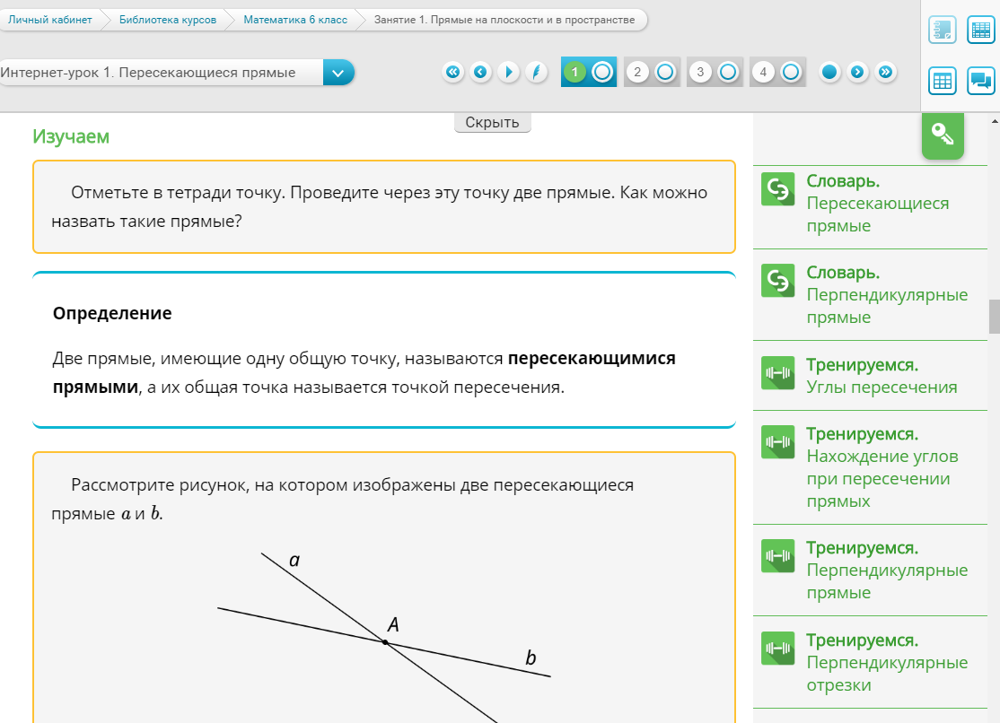 Личный кабинет
Библиотека курсов
Математика 6 класс
Занятие 1. Прямые на плоскости и в пространстве
Интернет-урок 1. Пересекающиеся прямые
1
2
3
4
Скрыть
Изучаем
Отметьте в тетради точку. Проведите через эту точку две прямые. Как можно
назвать такие прямые?
Определение
Две прямые, имеющие одну общую точку, называются пересекающимися
прямыми, а их общая точка называется точкой пересечения.
Рассмотрите рисунок, на котором изображены две пересекающиеся
прямые a и b.
a
A
b
Словарь.
Пересекающиеся
прямые
Словарь.
Перпендикулярные
прямые
Тренируемся.
Углы пересечения
Тренируемся.
Нахождение углов
при пересечении
прямых
Тренируемся.
Перпендикулярные
прямые
Тренируемся.
Перпендикулярные
отрезки